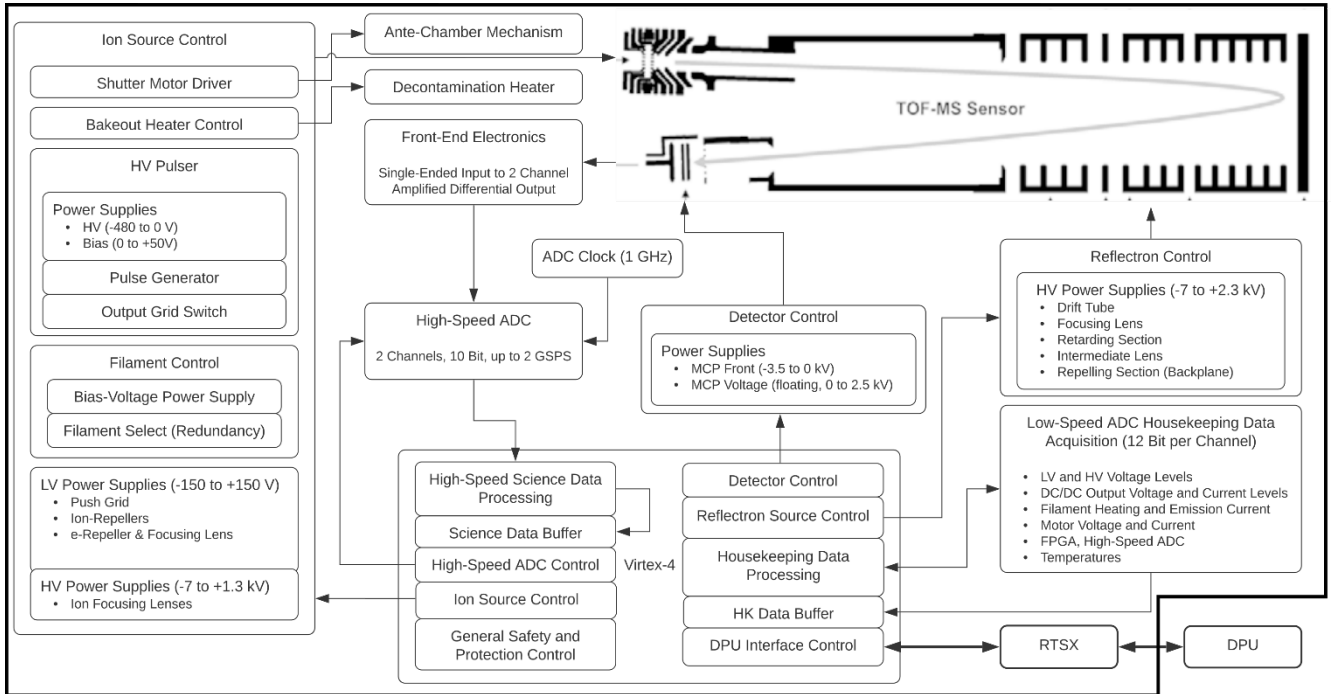 Ion Source Control
Shutter Motor Driver
Bakeout Heater Control
HV Pulser
Power Supplies
• HV (-480 to 0 V)
• Bias (0 to +50V)
Pulse Generator
Output Grid Switch
Filament Control
Bias-Voltage Power Supply
Filament Select (Redundancy)
LV Power Supplies (-150 to +150 V)
• Push Grid
• Ion-Repellers
• e-Repeller & Focusing Lens
HV Power Supplies (-7 to +1.3 kV)
• Ion Focusing Lenses
Ante-Chamber Mechanism
Decontamination Heater
Front-End Electronics
Single-Ended Input to 2 Channel
Amplified Differential Output
ADC Clock (1 GHz)
High-Speed ADC
2 Channels, 10 Bit, up to 2 GSPS
TOF-MS Sensor
Detector Control
Power Supplies
• MCP Front (-3.5 to 0 kV)
• MCP Voltage (floating, 0 to 2.5 kV)
Reflectron Control
HV Power Supplies (-7 to +2.3 kV)
• Drift Tube
• Focusing Lens
• Retarding Section
• Intermediate Lens
• Repelling Section (Backplane)
Low-Speed ADC Housekeeping Data
Acquisition (12 Bit per Channel)
• LV and HV Voltage Levels
• DC/DC Output Voltage and Current Levels
• Filament Heating and Emission Current
• Motor Voltage and Current
• FPGA, High-Speed ADC
• Temperatures
High-Speed Science Data
Processing
Science Data Buffer
High-Speed ADC Control
Ion Source Control
General Safety and
Protection Control
Virtex-4
Detector Control
Reflectron Source Control
Housekeeping Data
Processing
HK Data Buffer
DPU Interface Control
RTSX
DPU